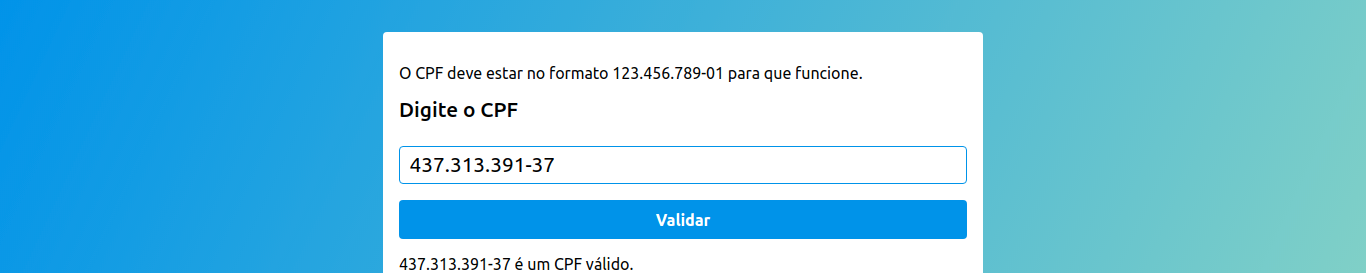 O CPF deve estar no formato 123.456.789-01 para que funcione.
Digite o CPF
437.313.391-37
Validar
437.313.391-37 é um CPF válido.